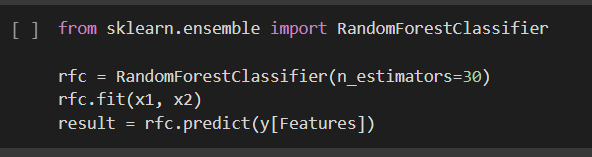 [ ] from sklearn.ensemble import RandomForestClassifier
rfc = RandomForestClassifier(n_estimators=30)
rfc.fit(x1, x2)
result = rfc.predict(y[Features])